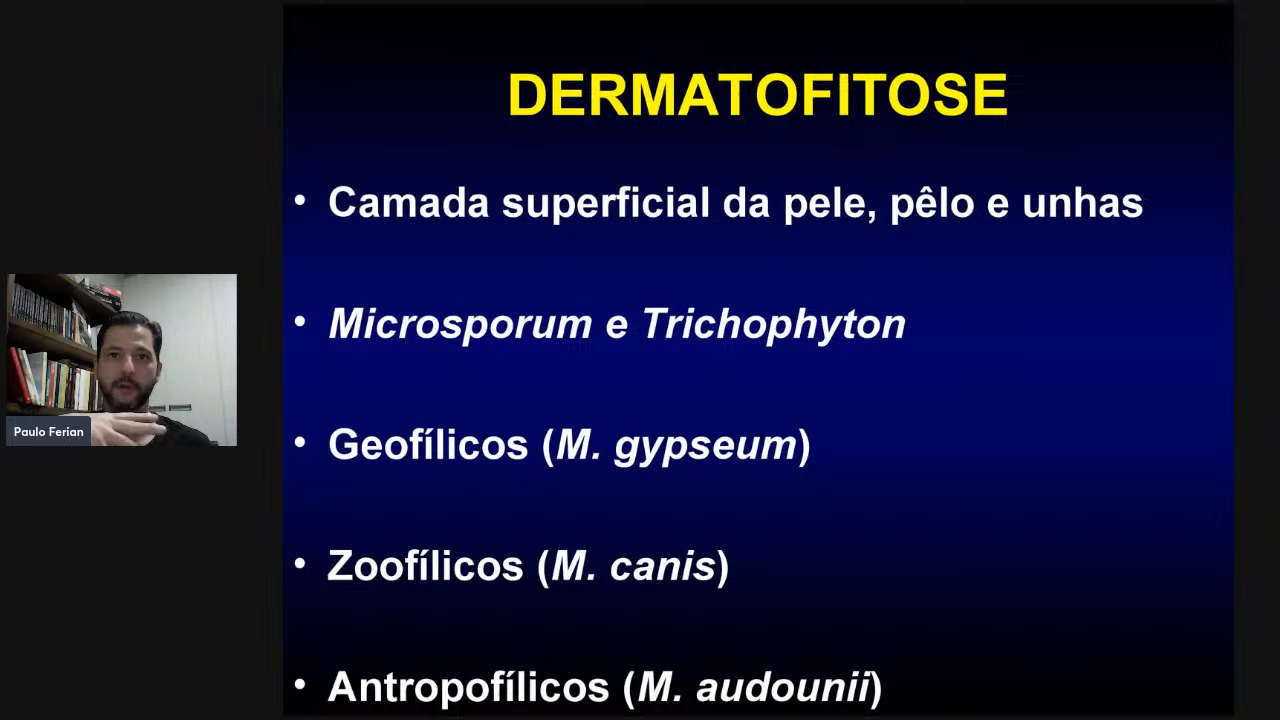 DERMATOFITOSE
• Camada superficial da pele, pêlo e unhas
• Microsporum e Trichophyton
• Geofílicos (M. gypseum)
• Zoofílicos (M. canis)
• Antropofílicos (M. audounii)
Paulo Ferian